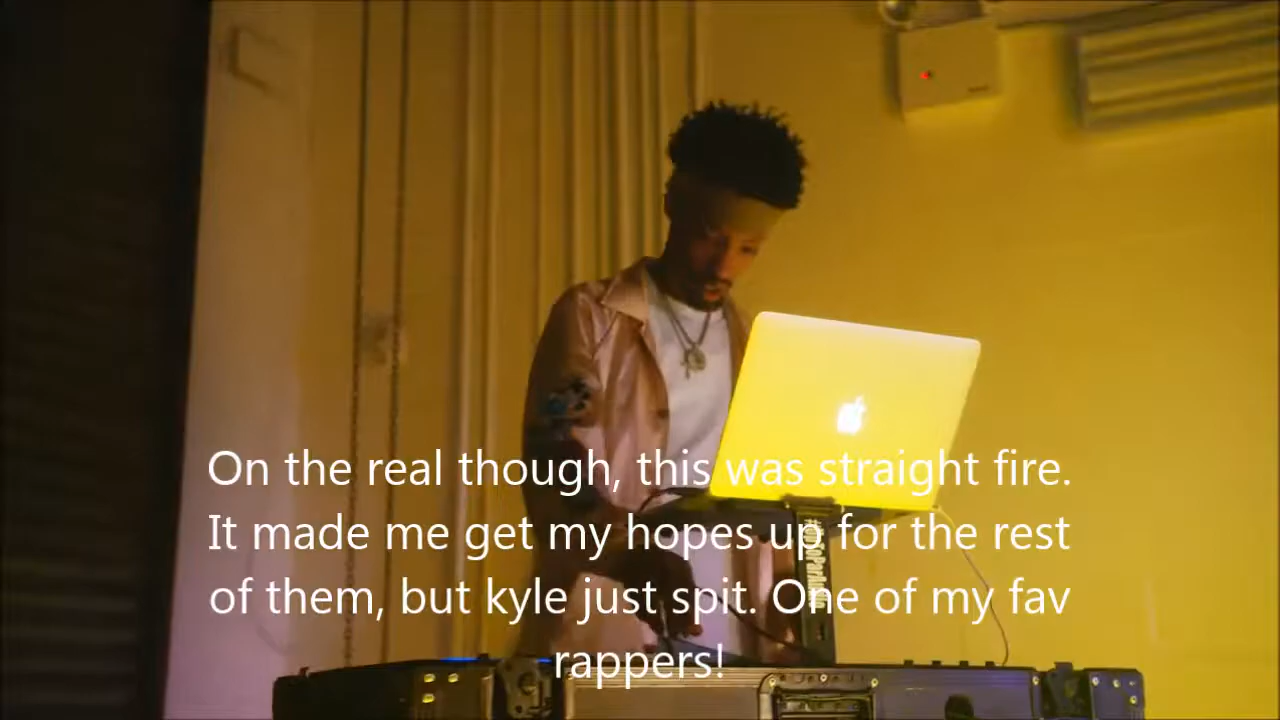 On the real though, this was straight fire.
It made me get my hopes up for the rest
of them, but kyle just spit. One of my fav
rappers!